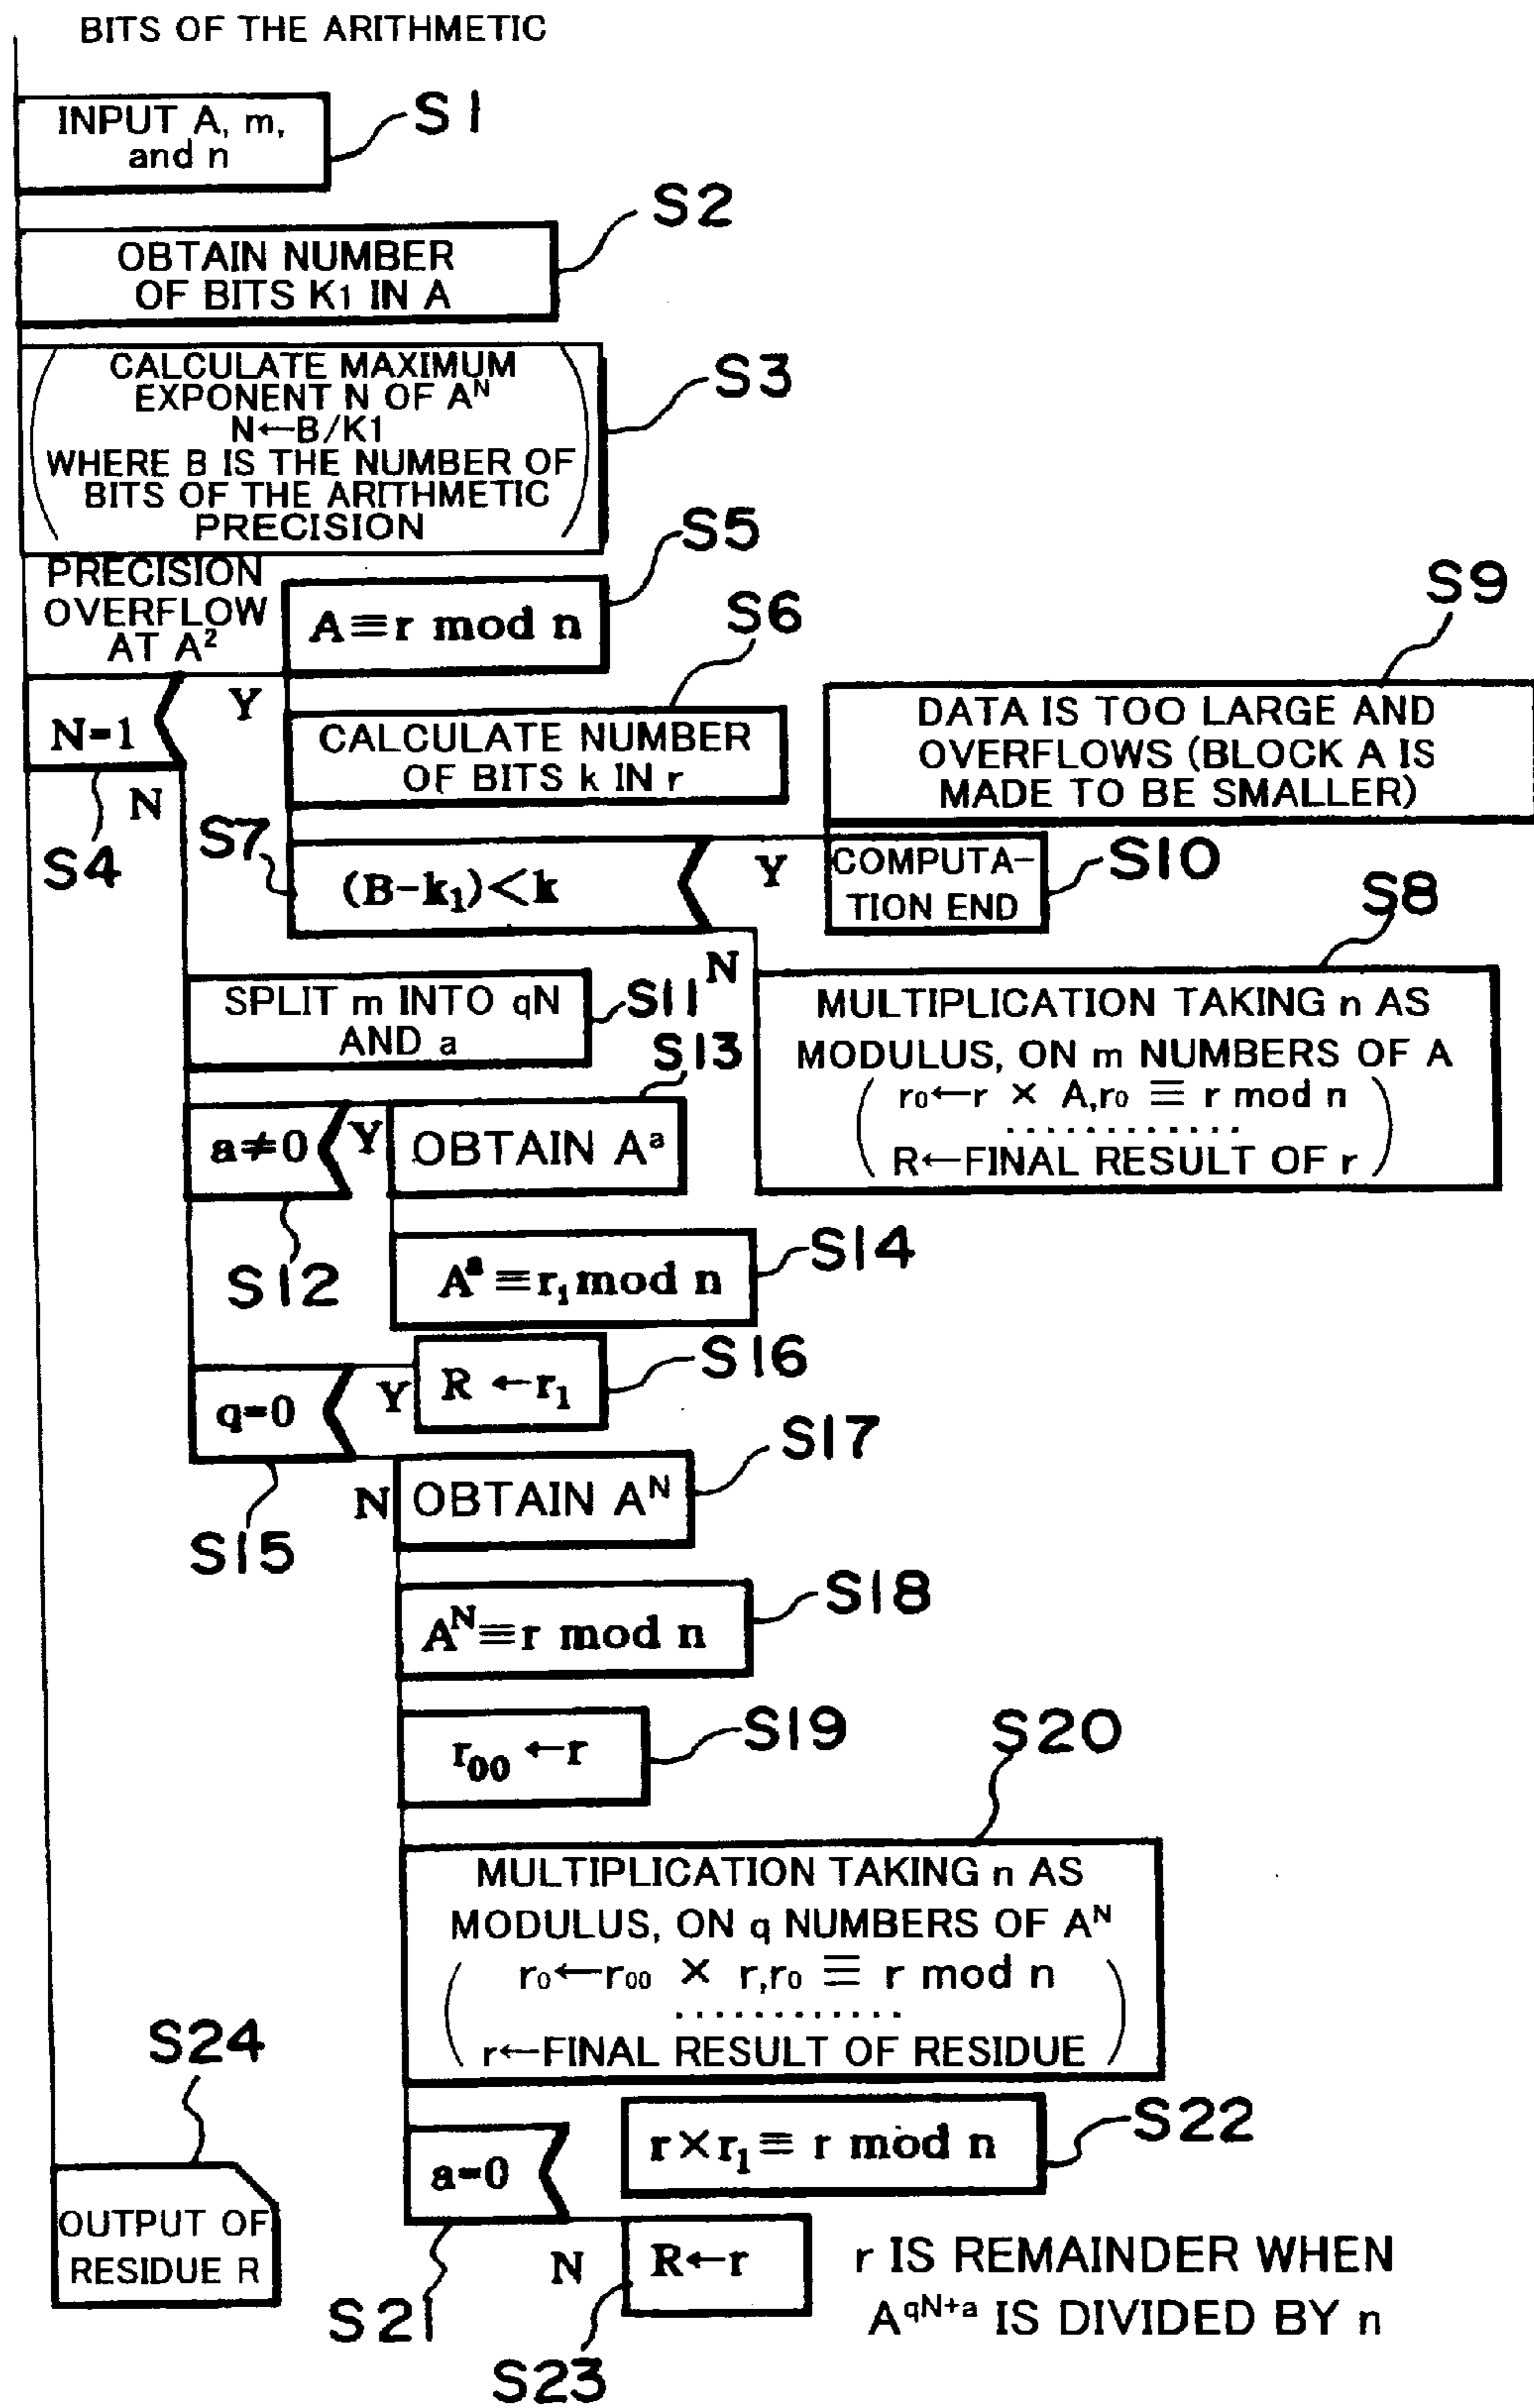 BITS OF THE ARITHMETIC
INPUT A, m,
and n
S1
S2
OBTAIN NUMBER
OF BITS K1 IN A
S3
CALCULATE MAXIMUM
EXPONENT N OF A^N
N←B/K1
WHERE B IS THE NUMBER OF
BITS OF THE ARITHMETIC
PRECISION
S5
PRECISION
OVERFLOW
AT A²
A≡r mod n
S6
S9
N=1
Y
N
S4
CALCULATE NUMBER
OF BITS k IN r
DATA IS TOO LARGE AND
OVERFLOWS (BLOCK A IS
MADE TO BE SMALLER)
S7
(B-k₁)<k
Y
COMPUTA-
TION END
S10
S8
N
SPLIT m INTO qN
AND a
S11
S13
MULTIPLICATION TAKING n AS
MODULUS, ON m NUMBERS OF A
( r₀←r × A,r₀ ≡ r mod n )
............
( R←FINAL RESULT OF r )
a≠0
Y
OBTAIN A^a
S12
A^a ≡r₁mod n
S14
R ←r₁
S16
q=0
Y
S15
N
OBTAIN A^N
S17
A^N≡r mod n
S18
r₀₀ ←r
S19
S20
MULTIPLICATION TAKING n AS
MODULUS, ON q NUMBERS OF A^N
( r₀←r₀₀ × r,r₀ ≡ r mod n )
.............
( r←FINAL RESULT OF RESIDUE )
S24
OUTPUT OF
RESIDUE R
a=0
r×r₁≡ r mod n
S22
S21
N
R←r
S23
r IS REMAINDER WHEN
A^qN+a IS DIVIDED BY n